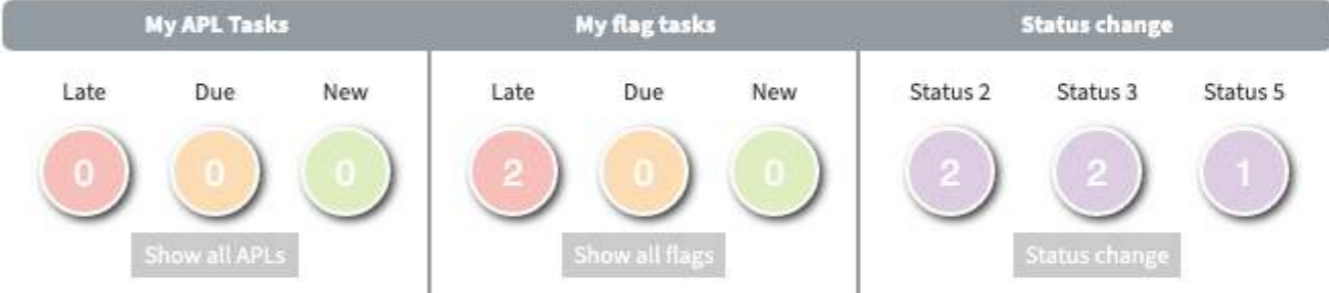 My APL Tasks My flag tasks Status change
Late Due New Late Due New Status 2 Status 3 Status 5
0 0 0 2 0 0 2 2 1
Show all APLs Show all flags Status change